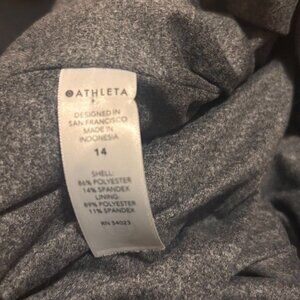 ATHLETA
DESIGNED IN
SAN FRANCISCO
MADE IN
INDONESIA
14
SHELL:
86% POLYESTER
14% SPANDEX
LINING:
89% POLYESTER
11% SPANDEX
RN 54023